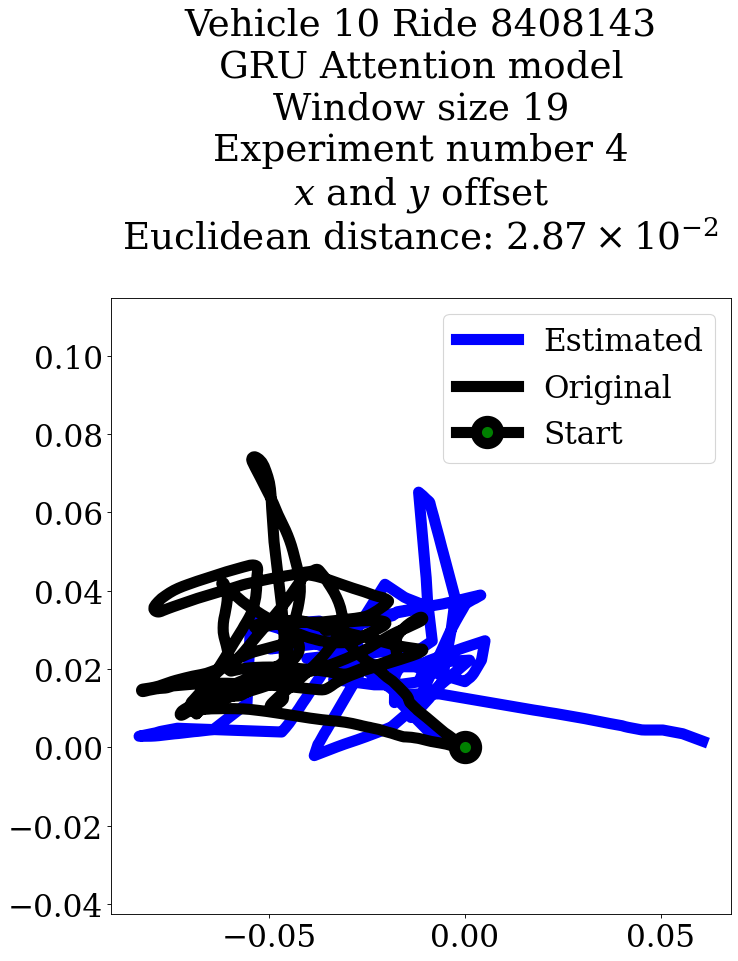 Vehicle 10 Ride 8408143
GRU Attention model
Window size 19
Experiment number 4
x and y offset
Euclidean distance: 2.87 × 10⁻²
Estimated
Original
Start
0.10
0.08
0.06
0.04
0.02
0.00
−0.02
−0.04
−0.05 0.00 0.05